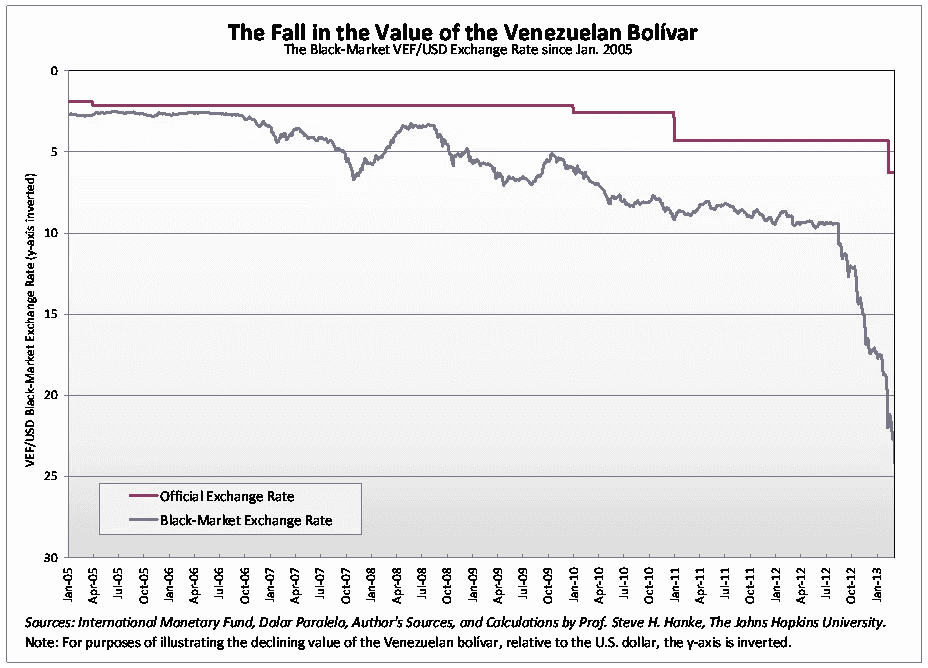 The Fall in the Value of the Venezuelan Bolívar
The Black-Market VEF/USD Exchange Rate since Jan. 2005
VEF/USD Black-Market Exchange Rate (y-axis inverted)
0
5
10
15
20
25
30
Official Exchange Rate
Black-Market Exchange Rate
Jan-05
Apr-05
Jul-05
Oct-05
Jan-06
Apr-06
Jul-06
Oct-06
Jan-07
Apr-07
Jul-07
Oct-07
Jan-08
Apr-08
Jul-08
Oct-08
Jan-09
Apr-09
Jul-09
Oct-09
Jan-10
Apr-10
Jul-10
Oct-10
Jan-11
Apr-11
Jul-11
Oct-11
Jan-12
Apr-12
Jul-12
Oct-12
Jan-13
Sources: International Monetary Fund, Dolar Paralelo, Author's Sources, and Calculations by Prof. Steve H. Hanke, The Johns Hopkins University.
Note: For purposes of illustrating the declining value of the Venezuelan bolívar, relative to the U.S. dollar, the y-axis is inverted.